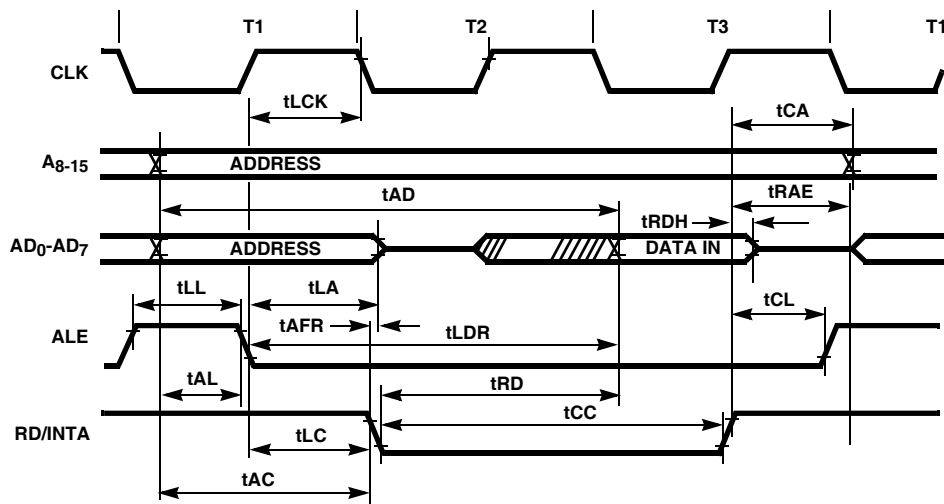 T1 T2 T3 T1
CLK
tLCK
tCA
A8-15 ADDRESS
tAD
tRAE
tRDH
AD0-AD7 ADDRESS DATA IN
tLL tLA tCL
tAFR tLDR
ALE
tAL tRD
tCC
RD/INTA
tLC
tAC